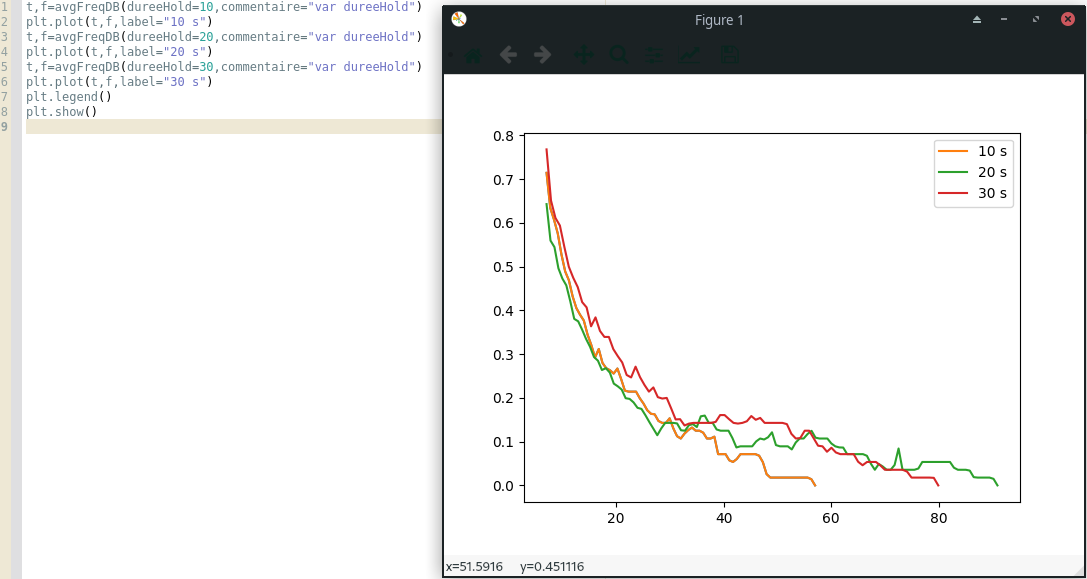 1 t,f=avgFreqDB(dureeHold=10,commentaire="var dureeHold")
2 plt.plot(t,f,label="10 s")
3 t,f=avgFreqDB(dureeHold=20,commentaire="var dureeHold")
4 plt.plot(t,f,label="20 s")
5 t,f=avgFreqDB(dureeHold=30,commentaire="var dureeHold")
6 plt.plot(t,f,label="30 s")
7 plt.legend()
8 plt.show()
9
Figure 1
0.8
0.7
0.6
0.5
0.4
0.3
0.2
0.1
0.0
20 40 60 80
10 s
20 s
30 s
x=51.5916 y=0.451116